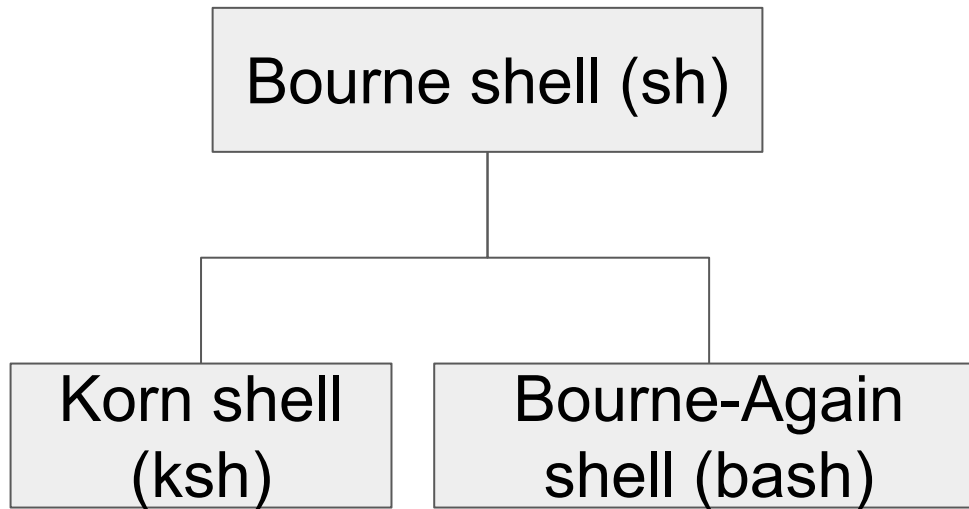 Bourne shell (sh)
Korn shell
(ksh)
Bourne-Again
shell (bash)